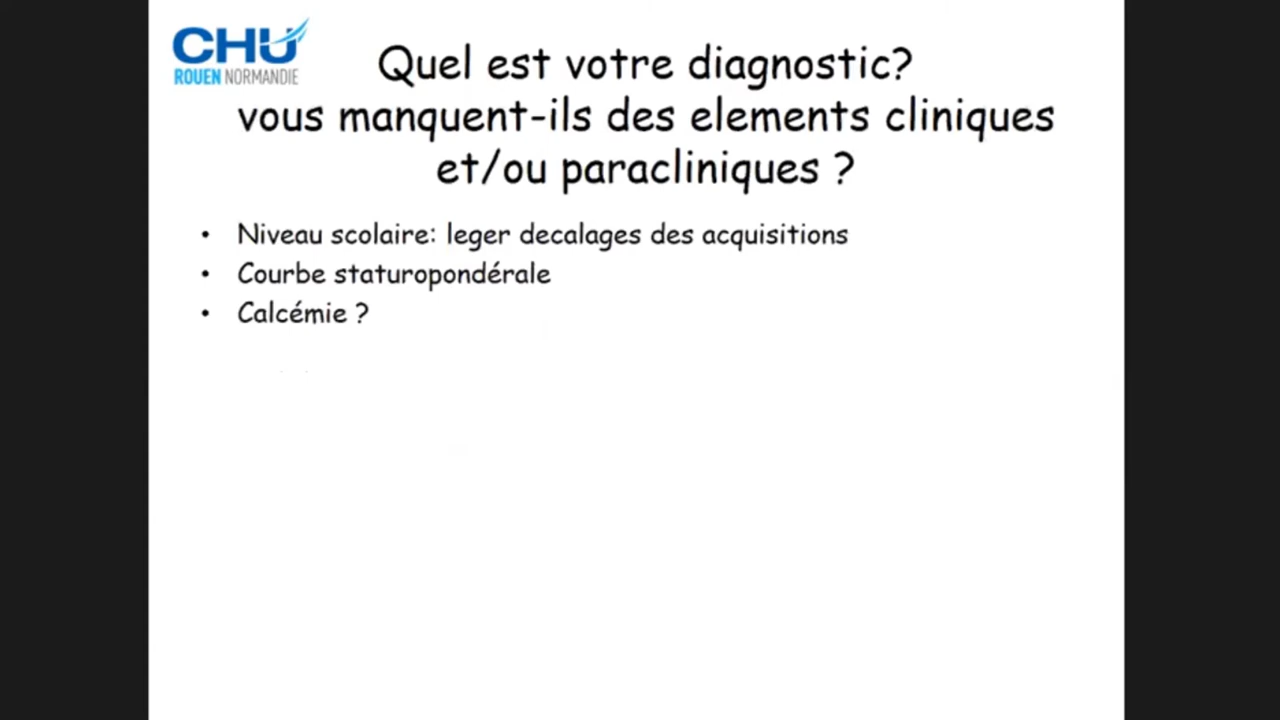 CHU
ROUEN NORMANDIE
Quel est votre diagnostic?
vous manquent-ils des elements cliniques
et/ou paracliniques ?
• Niveau scolaire: leger decalages des acquisitions
• Courbe staturopondérale
• Calcémie ?